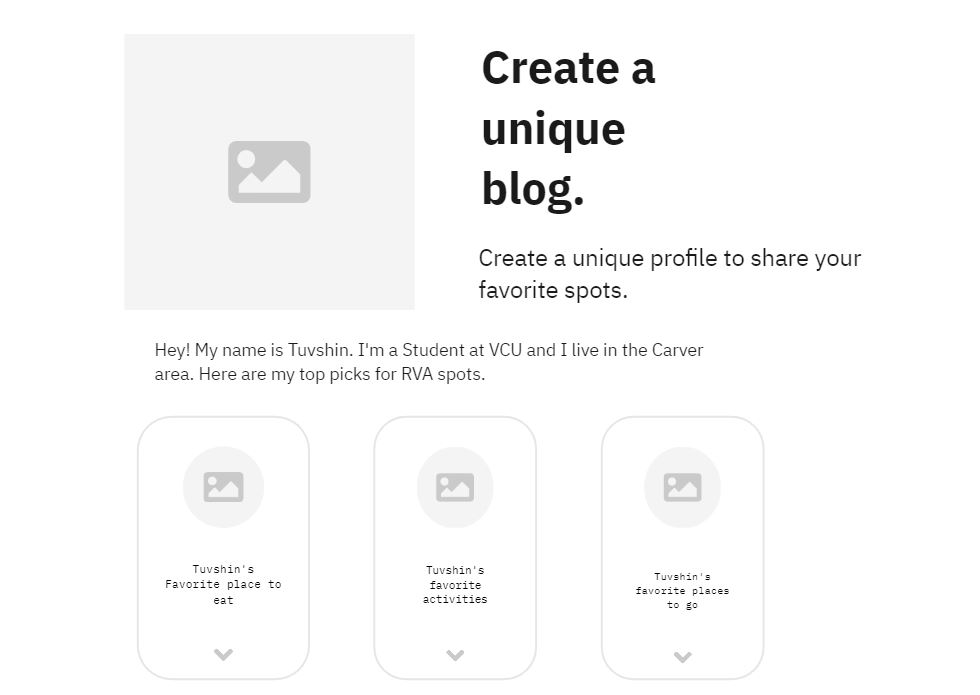 Create a
unique
blog.
Create a unique profile to share your
favorite spots.
Hey! My name is Tuvshin. I'm a Student at VCU and I live in the Carver
area. Here are my top picks for RVA spots.
Tuvshin's
Favorite place to
eat
Tuvshin's
favorite
activities
Tuvshin's
favorite places
to go